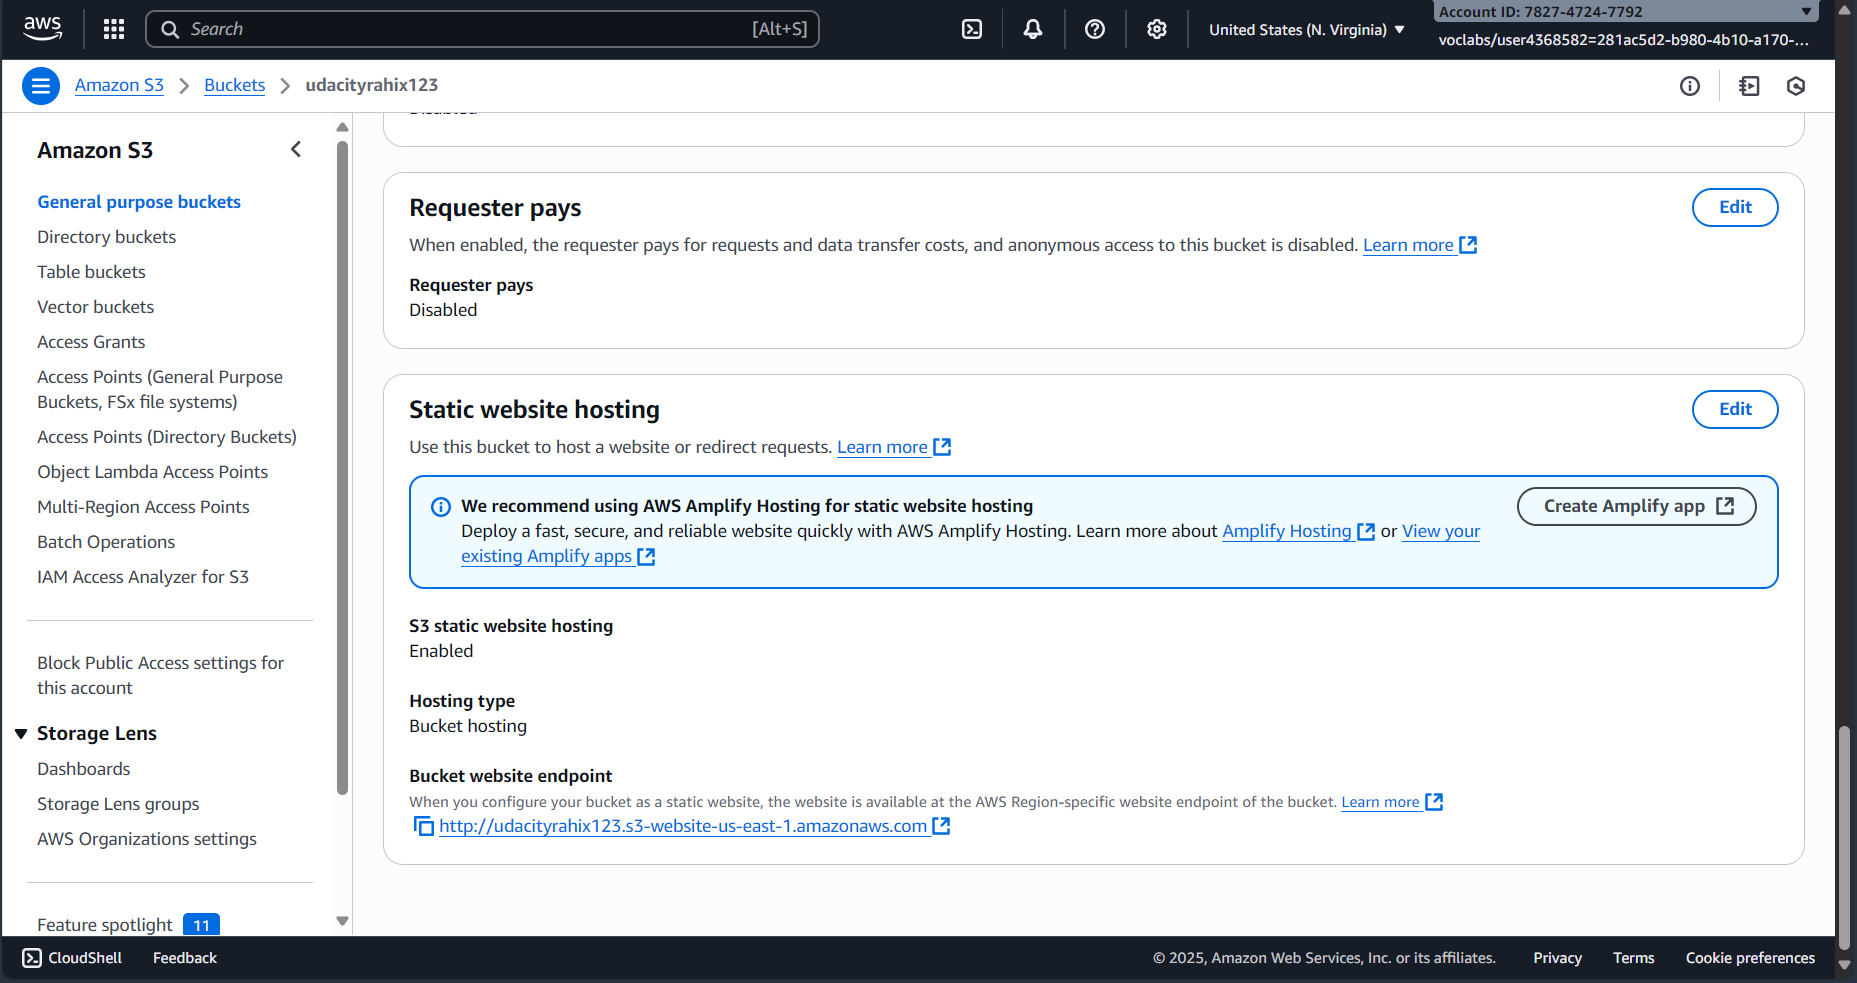 aws
Search
[Alt+S]
United States (N. Virginia)
Account ID: 7827-4724-7792
voclabs/user4368582=281ac5d2-b980-4b10-a170-...
Amazon S3
Buckets
udacityrahix123
Amazon S3
General purpose buckets
Directory buckets
Table buckets
Vector buckets
Access Grants
Access Points (General Purpose
Buckets, FSx file systems)
Access Points (Directory Buckets)
Object Lambda Access Points
Multi-Region Access Points
Batch Operations
IAM Access Analyzer for S3
Block Public Access settings for
this account
Storage Lens
Dashboards
Storage Lens groups
AWS Organizations settings
Feature spotlight 11
Requester pays
Edit
When enabled, the requester pays for requests and data transfer costs, and anonymous access to this bucket is disabled. Learn more
Requester pays
Disabled
Static website hosting
Edit
Use this bucket to host a website or redirect requests. Learn more
We recommend using AWS Amplify Hosting for static website hosting
Deploy a fast, secure, and reliable website quickly with AWS Amplify Hosting. Learn more about Amplify Hosting or View your
existing Amplify apps
Create Amplify app
S3 static website hosting
Enabled
Hosting type
Bucket hosting
Bucket website endpoint
When you configure your bucket as a static website, the website is available at the AWS Region-specific website endpoint of the bucket. Learn more
http://udacityrahix123.s3-website-us-east-1.amazonaws.com
CloudShell
Feedback
© 2025, Amazon Web Services, Inc. or its affiliates.
Privacy
Terms
Cookie preferences